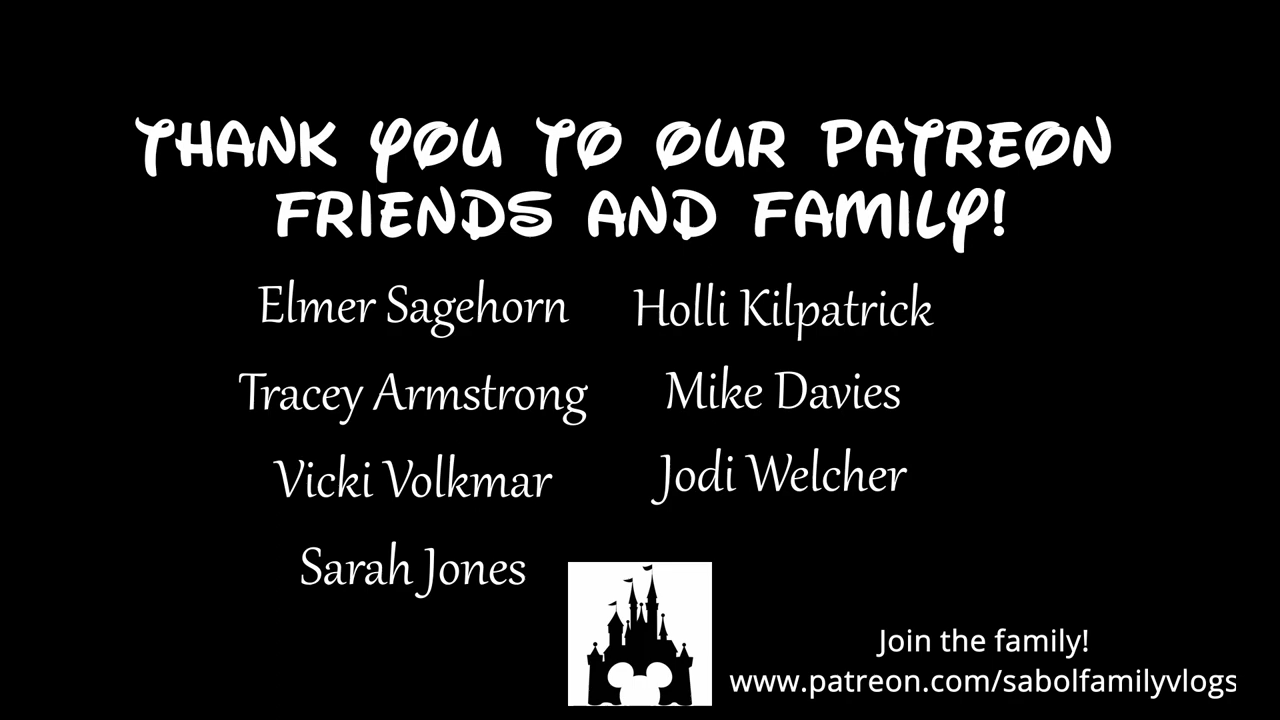 THANK YOU TO OUR PATREON
FRIENDS AND FAMILY!
Elmer Sagehorn
Holli Kilpatrick
Tracey Armstrong
Mike Davies
Vicki Volkmar
Jodi Welcher
Sarah Jones
Join the family!
www.patreon.com/sabolfamilyvlogs